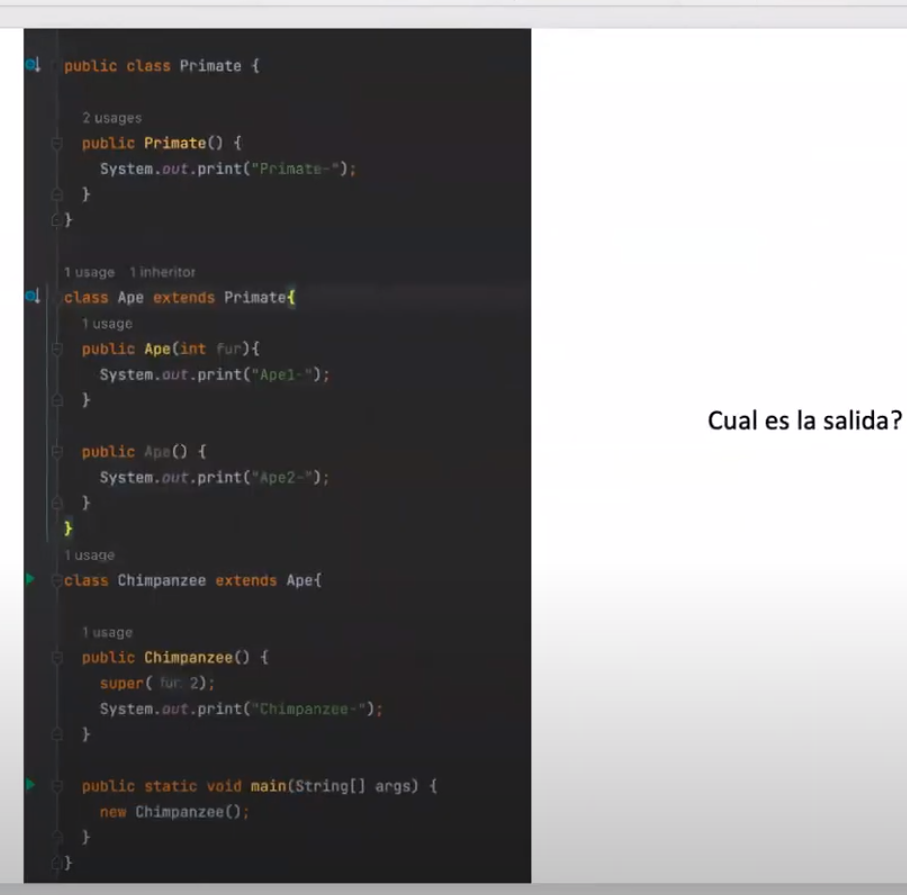 public class Primate {
2 usages
public Primate() {
System.out.print("Primate-");
}
}
1 usage 1 inheritor
class Ape extends Primate{
1 usage
public Ape(int fur){
System.out.print("Ape1-");
}
public Ape() {
System.out.print("Ape2-");
}
}
1 usage
class Chimpanzee extends Ape{
1 usage
public Chimpanzee() {
super( fur: 2);
System.out.print("Chimpanzee-");
}
public static void main(String[] args) {
new Chimpanzee();
}
}
Cual es la salida?